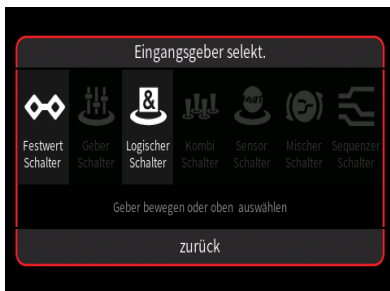 Eingangsgeber selekt.
&
Festwert Schalter
Geber Schalter
Logischer Schalter
Kombi Schalter
Sensor Schalter
Mischer Schalter
Sequenzer Schalter
Geber bewegen oder oben auswählen
zurück